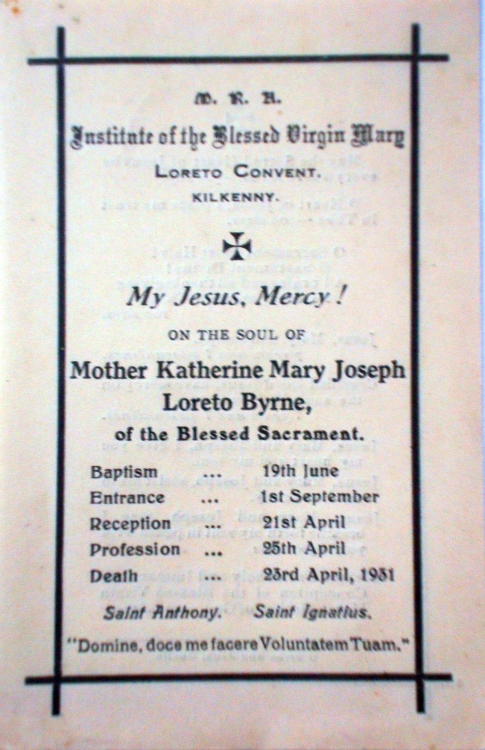 M. R. A.
Institute of the Blessed Virgin Mary
LORETO CONVENT.
KILKENNY.
My Jesus, Mercy!
ON THE SOUL OF
Mother Katherine Mary Joseph
Loreto Byrne,
of the Blessed Sacrament.
Baptism ... 19th June
Entrance ... 1st September
Reception ... 21st April
Profession ... 25th April
Death ... 23rd April, 1931
Saint Anthony. Saint Ignatius.
"Domine, doce me facere Voluntatem Tuam."